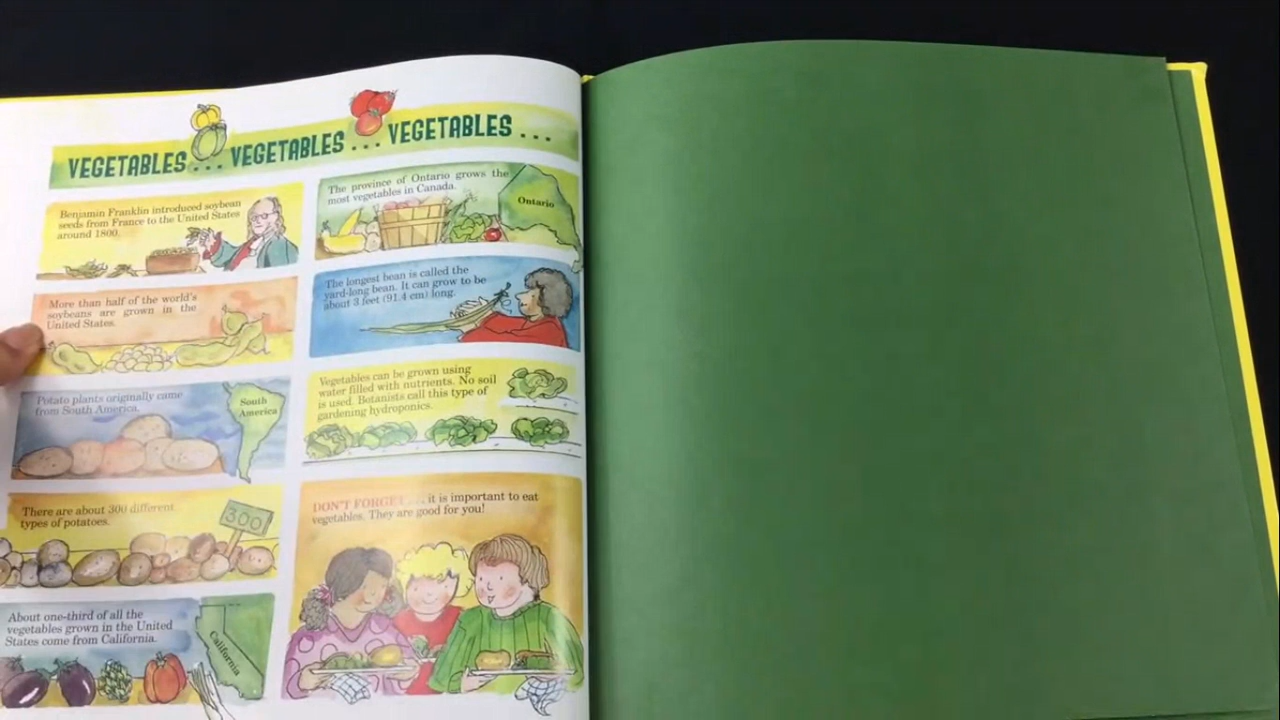 VEGETABLES . . . VEGETABLES . . . VEGETABLES . . .
Benjamin Franklin introduced soybean
seeds from France to the United States
around 1800.
More than half of the world's
soybeans are grown in the
United States.
Potato plants originally came
from South America.
South
America
There are about 300 different
types of potatoes.
300
About one-third of all the
vegetables grown in the United
States come from California.
California
The province of Ontario grows the
most vegetables in Canada.
Ontario
The longest bean is called the
yard-long bean. It can grow to be
about 3 feet (91.4 cm) long.
Vegetables can be grown using
water filled with nutrients. No soil
is used. Botanists call this type of
gardening hydroponics.
DON'T FORGET . . . it is important to eat
vegetables. They are good for you!